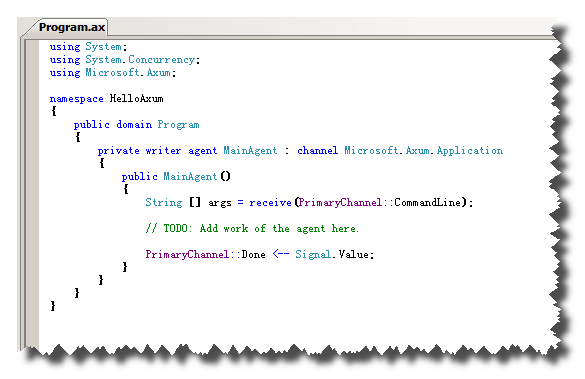 Program.ax
using System;
using System.Concurrency;
using Microsoft.Axum;
namespace HelloAxum
{
    public domain Program
    {
        private writer agent MainAgent : channel Microsoft.Axum.Application
        {
            public MainAgent()
            {
                String [] args = receive(PrimaryChannel::CommandLine);
                // TODO: Add work of the agent here.
                PrimaryChannel::Done <-- Signal.Value;
            }
        }
    }
}